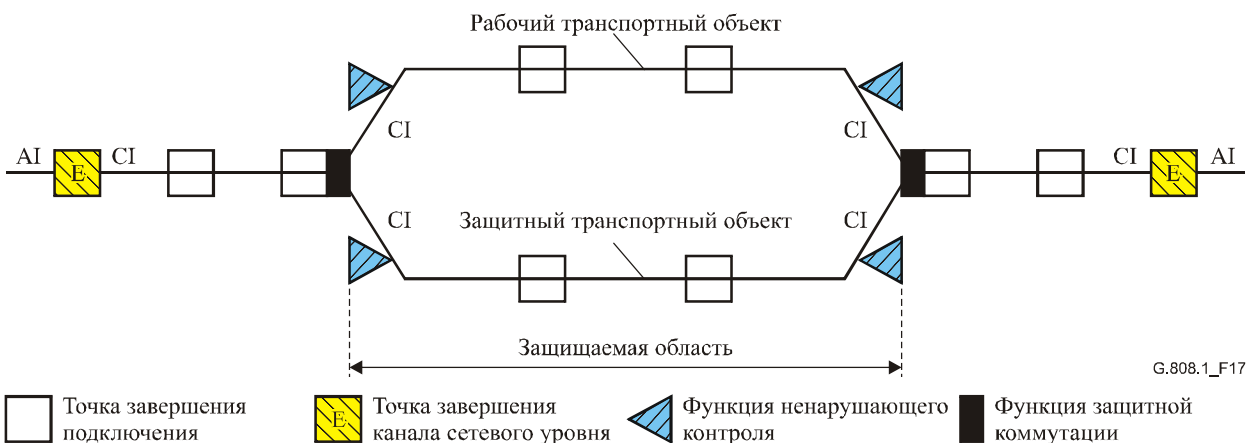 Рабочий транспортный объект
CI CI
AI E CI CI E AI
CI CI
Защитный транспортный объект
Защищаемая область
G.808.1_F17
Точка завершения подключения
E Точка завершения канала сетевого уровня
Функция ненарушающего контроля
Функция защитной коммутации